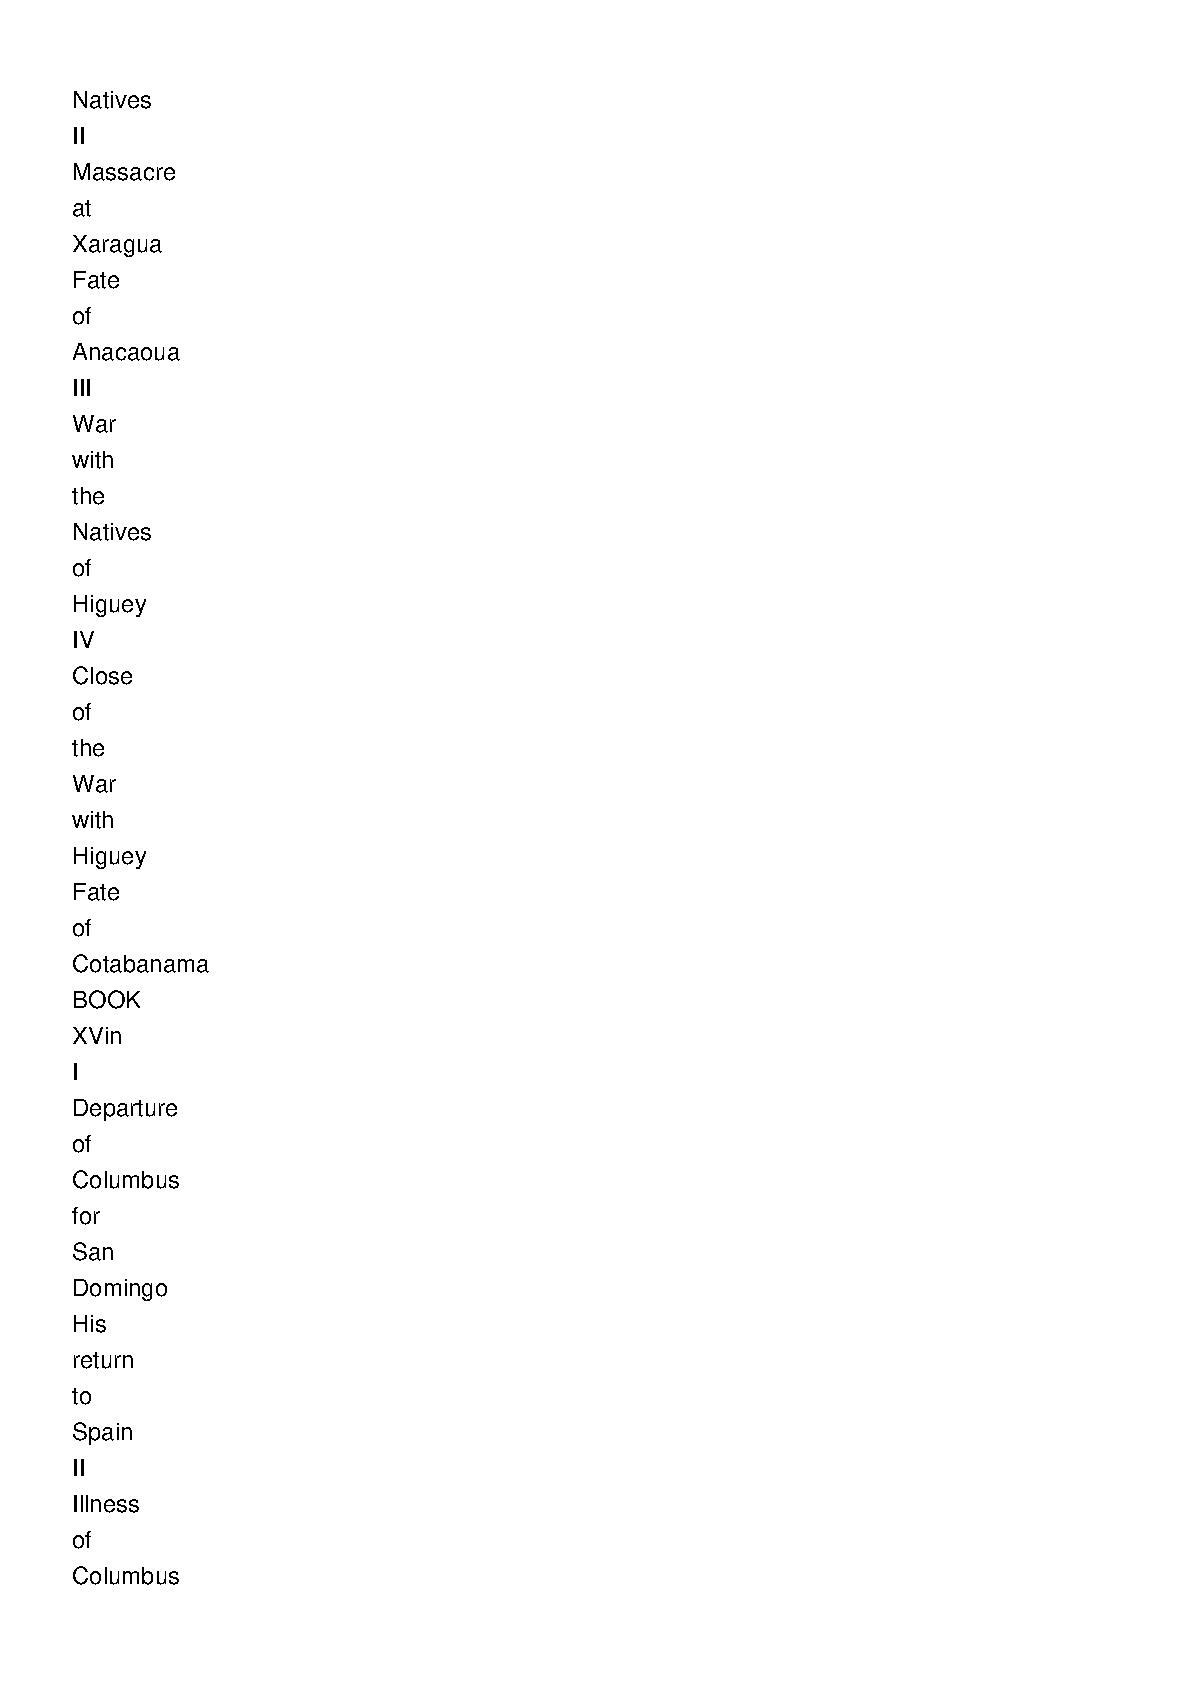 Natives
II
Massacre
at
Xaragua
Fate
of
Anacaoua
III
War
with
the
Natives
of
Higuey
IV
Close
of
the
War
with
Higuey
Fate
of
Cotabanama
BOOK
XVin
I
Departure
of
Columbus
for
San
Domingo
His
return
to
Spain
II
Illness
of
Columbus